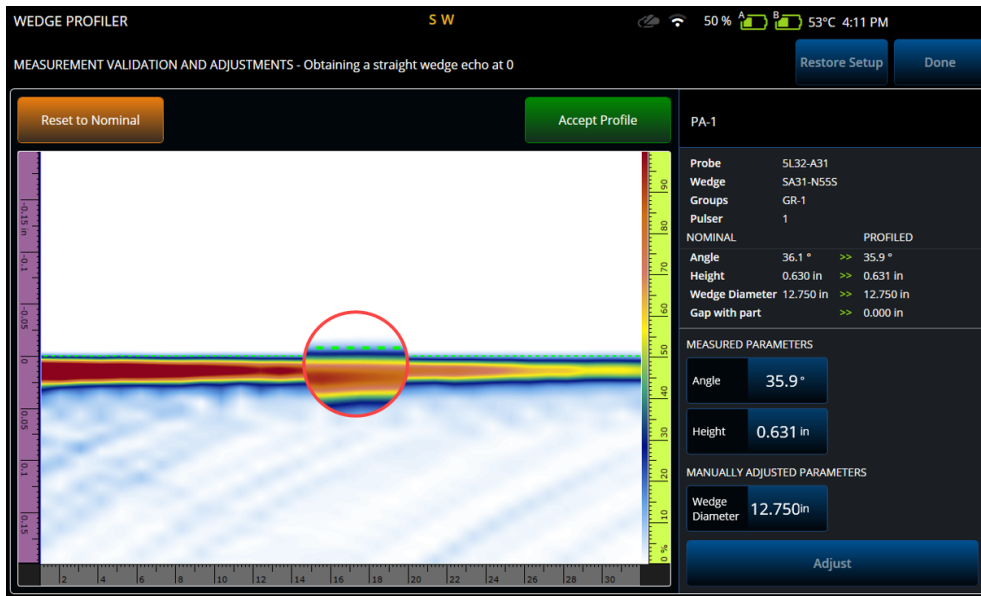 WEDGE PROFILER S W 50 % A B 53°C 4:11 PM
MEASUREMENT VALIDATION AND ADJUSTMENTS - Obtaining a straight wedge echo at 0
Restore Setup Done
Reset to Nominal Accept Profile
PA-1
Probe 5L32-A31
Wedge SA31-N55S
Groups GR-1
Pulser 1
NOMINAL PROFILED
Angle 36.1 ° >> 35.9 °
Height 0.630 in >> 0.631 in
Wedge Diameter 12.750 in >> 12.750 in
Gap with part >> 0.000 in
MEASURED PARAMETERS
Angle 35.9 °
Height 0.631 in
MANUALLY ADJUSTED PARAMETERS
Wedge Diameter 12.750in
Adjust
-0.15 in
-0.1
-0.05
0
0.05
0.1
0.15
90
80
70
60
50
40
30
20
10
0 %
2 4 6 8 10 12 14 16 18 20 22 24 26 28 30